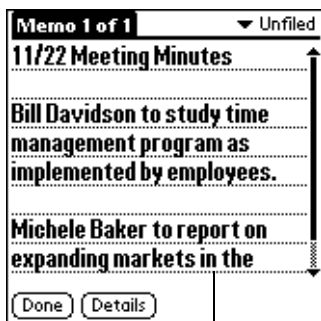 Memo 1 of 1 Unfiled
11/22 Meeting Minutes
Bill Davidson to study time
management program as
implemented by employees.
Michele Baker to report on
expanding markets in the
Done Details